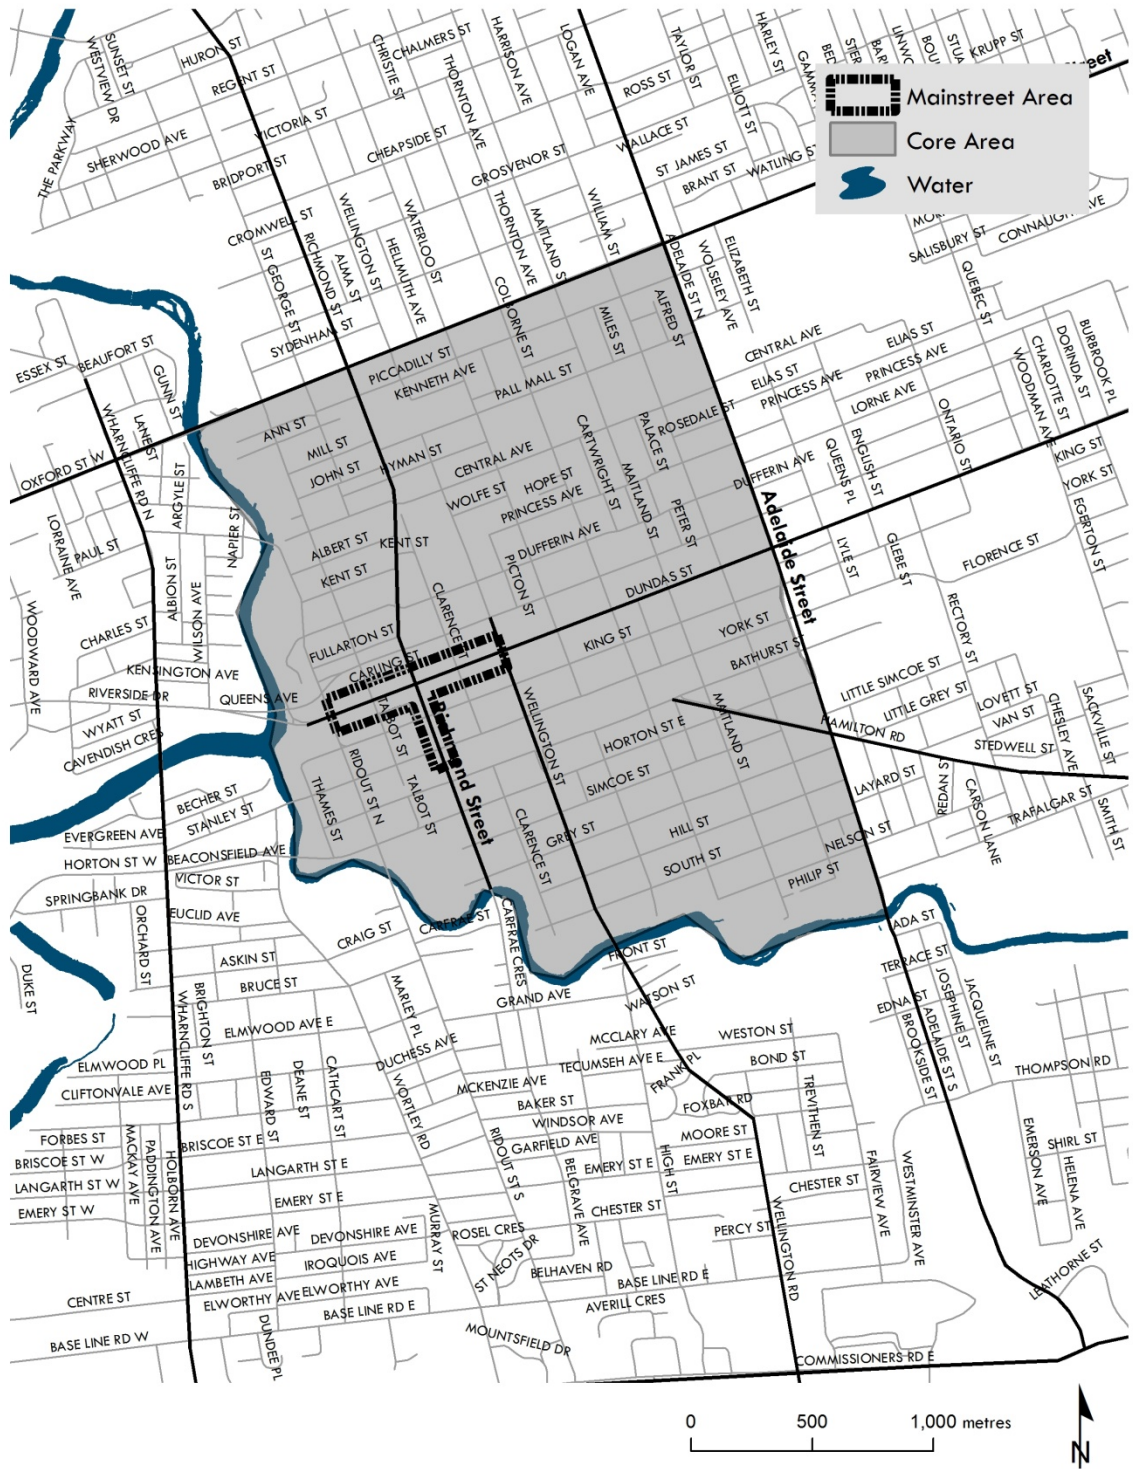 SUNSET ST
WESTVIEW DR
HURON ST
CHRISTIE ST
CHALMERS ST
HARRISON AVE
LOGAN AVE
TAYLOR ST
HARLEY ST
KRUPP ST
REGENT ST
THORNTON AVE
ROSS ST
ELLIOTT ST
THE PARKWAY
SHERWOOD AVE
VICTORIA ST
CHEAPSIDE ST
WALLACE ST
BRIDPORT ST
GROSVENOR ST
ST JAMES ST
BRANT ST
WATLING ST
Mainstreet Area
Core Area
Water
CROMWELL ST
ST GEORGE ST
RICHMOND ST
ALMA ST
WELLINGTON ST
HELLMUTH AVE
WATERLOO ST
THORNTON AVE
MAITLAND ST
WILLIAM ST
ADELAIDE ST N
WOLSELEY AVE
ELIZABETH ST
SALISBURY ST
CONNAUGHT AVE
QUEBEC ST
SYDENHAM ST
COLBORNE ST
MILES ST
ALFRED ST
ESSEX ST
BEAUFORT ST
GUNN ST
PICCADILLY ST
KENNETH AVE
PALL MALL ST
CENTRAL AVE
ELIAS ST
PRINCESS AVE
ELIAS ST
PRINCESS AVE
LORNE AVE
WOODMAN AVE
CHARLOTTE ST
DORINDA ST
BURBROOK PL
OXFORD ST W
WHARNCLIFFE RD N
LANE ST
ARGYLE ST
ANN ST
MILL ST
JOHN ST
HYMAN ST
CENTRAL AVE
WOLFE ST
HOPE ST
PRINCESS AVE
CARTWRIGHT ST
MAITLAND ST
PALACE ST
ROSEDALE ST
DUFFERIN AVE
QUEENS PL
ENGLISH ST
ONTARIO ST
KING ST
YORK ST
EGERTON ST
LORRAINE AVE
PAUL ST
NAPIER ST
ALBERT ST
KENT ST
KENT ST
PICTON ST
DUFFERIN AVE
PETER ST
Adelaide Street
LYLE ST
GLEBE ST
FLORENCE ST
WOODWARD AVE
CHARLES ST
ALBION ST
WILSON AVE
KENSINGTON AVE
RIVERSIDE DR
QUEENS AVE
FULLARTON ST
CARLING ST
CLARENCE
DUNDAS ST
KING ST
YORK ST
BATHURST S
RECTORY ST
WYATT ST
CAVENDISH CRES
TALBOT ST
Richmond Street
WELLINGTON ST
HORTON ST E
MAITLAND ST
LITTLE SIMCOE ST
LITTLE GREY ST
LOVETT ST
VAN ST
CHESLEY AVE
SACKVILLE ST
HAMILTON RD
STEDWELL ST
BECHER ST
STANLEY ST
THAMES ST
RIDOUT ST N
TALBOT ST
SIMCOE ST
CLARENCE ST
GREY ST
HILL ST
SOUTH ST
LAYARD ST
REDAN S
CARSON LANE
TRAFALGAR ST
SMITH ST
NELSON ST
PHILIP ST
EVERGREEN AVE
HORTON ST W
BEACONSFIELD AVE
SPRINGBANK DR
VICTOR ST
ORCHARD ST
EUCLID AVE
CRAIG ST
CARFRAE ST
CARFRAE CRES
FRONT ST
ADA ST
TERRACE ST
DUKE ST
ASKIN ST
BRUCE ST
MARLEY PL
GRAND AVE
WATSON ST
EDNA ST
JOSEPHINE ST
JACQUELINE ST
BROOKSIDE ST
ADELAIDE ST S
WHARNCLIFFE RD S
BRIGHTON ST
ELMWOOD AVE E
DUCHESS AVE
MCCLARY AVE
WESTON ST
TECUMSEH AVE E
FRANK PL
BOND ST
THOMPSON RD
ELMWOOD PL
CLIFTONVALE AVE
EDWARD ST
DEANE ST
CATHCART ST
WORTLEY RD
MCKENZIE AVE
BAKER ST
WINDSOR AVE
FOXBAR RD
TREVITHEN ST
FORBES ST
BRISCOE ST W
LANGARTH ST W
EMERY ST W
MACKAY AVE
PADDINGTON AVE
HOLBORN AVE
BRISCOE ST E
LANGARTH ST E
EMERY ST E
RIDOUT ST S
GARFIELD AVE
BELGRAVE AVE
EMERY ST E
HIGH ST
MOORE ST
EMERY ST E
CHESTER ST
FAIRVIEW AVE
WESTMINSTER AVE
EMERSON AVE
SHIRL ST
HELENA AVE
DEVONSHIRE AVE
DEVONSHIRE AVE
MURRAY ST
ROSEL CRES
CHESTER ST
PERCY ST
WELLINGTON RD
HIGHWAY AVE
IROQUOIS AVE
LAMBETH AVE
ST NEOTS DR
BELHAVEN RD
BASE LINE RD E
LEATHORNE ST
CENTRE ST
ELWORTHY AVE
ELWORTHY AVE
BASE LINE RD E
AVERILL CRES
BASE LINE RD W
DUNDEE PL
MOUNTSFIELD DR
COMMISSIONERS RD E
0 500 1,000 metres
N